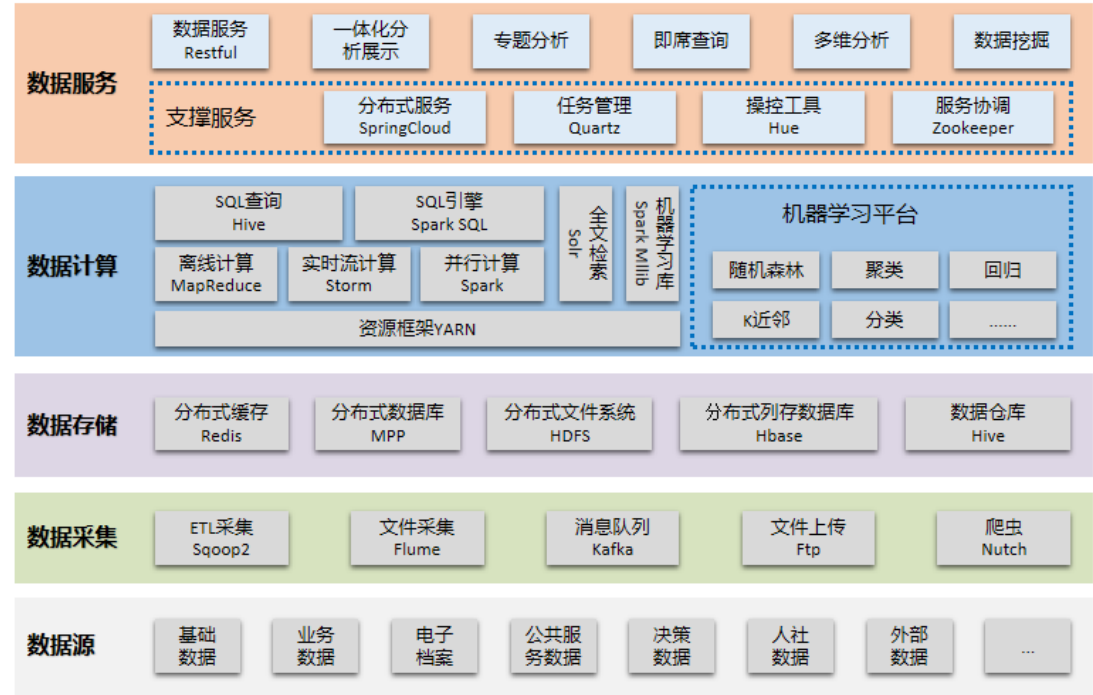 数据服务
数据服务
Restful
一体化分
析展示
专题分析
即席查询
多维分析
数据挖掘
支撑服务
分布式服务
SpringCloud
任务管理
Quartz
操控工具
Hue
服务协调
Zookeeper
数据计算
SQL查询
Hive
SQL引擎
Spark SQL
离线计算
MapReduce
实时流计算
Storm
并行计算
Spark
资源框架YARN
全文检索
Solr
机器学习库
Spark Mllib
机器学习平台
随机森林
聚类
回归
K近邻
分类
......
数据存储
分布式缓存
Redis
分布式数据库
MPP
分布式文件系统
HDFS
分布式列存数据库
Hbase
数据仓库
Hive
数据采集
ETL采集
Sqoop2
文件采集
Flume
消息队列
Kafka
文件上传
Ftp
爬虫
Nutch
数据源
基础
数据
业务
数据
电子
档案
公共服
务数据
决策
数据
人社
数据
外部
数据
...